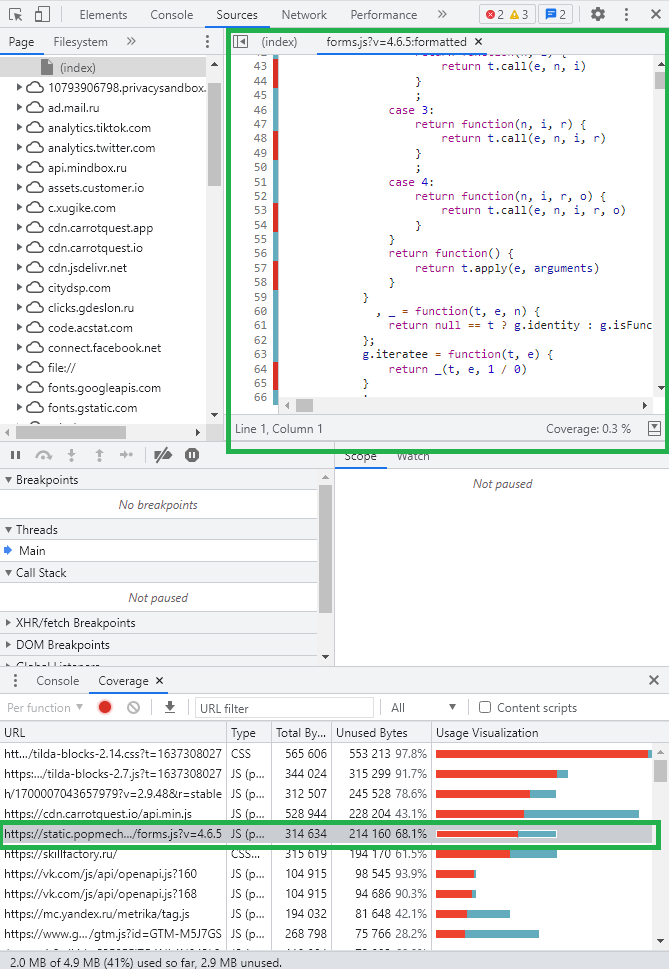 Elements Console Sources Network Performance » 2 3 2
Page Filesystem »
(index) forms.js?v=4.6.5:formatted ×
(index)
10793906798.privacysandbox.
ad.mail.ru
analytics.tiktok.com
analytics.twitter.com
api.mindbox.ru
assets.customer.io
c.xugike.com
cdn.carrotquest.app
cdn.carrotquest.io
cdn.jsdelivr.net
citydsp.com
clicks.gdeslon.ru
code.acstat.com
connect.facebook.net
file://
fonts.googleapis.com
fonts.gstatic.com
43 return t.call(e, n, i)
44 }
45 ;
46 case 3:
47 return function(n, i, r) {
48 return t.call(e, n, i, r)
49 }
50 ;
51 case 4:
52 return function(n, i, r, o) {
53 return t.call(e, n, i, r, o)
54 }
55 }
56 return function() {
57 return t.apply(e, arguments)
58 }
59 }
60 , _ = function(t, e, n) {
61 return null == t ? g.identity : g.isFunc
62 };
63 g.iteratee = function(t, e) {
64 return _(t, e, 1 / 0)
65 }
66
Line 1, Column 1 Coverage: 0.3 %
Breakpoints
No breakpoints
Threads
Main
Call Stack
Not paused
XHR/fetch Breakpoints
DOM Breakpoints
Global Listeners
Scope Watch
Not paused
Console Coverage ×
Per function URL filter All Content scripts
URL Type Total By... Unused Bytes Usage Visualization
htt.../tilda-blocks-2.14.css?t=1637308027 CSS 565 606 553 213 97.8%
https:.../tilda-blocks-2.7.js?t=1637308027 JS (p... 344 024 315 299 91.7%
h/1700007043657979?v=2.9.48&r=stable JS (p... 312 507 245 528 78.6%
https://cdn.carrotquest.io/api.min.js JS (p... 528 944 228 204 43.1%
https://static.popmech.../forms.js?v=4.6.5 JS (p... 314 634 214 160 68.1%
https://skillfactory.ru/ CSS... 315 619 194 170 61.5%
https://vk.com/js/api/openapi.js?160 JS (p... 104 915 98 545 93.9%
https://vk.com/js/api/openapi.js?168 JS (p... 104 915 94 686 90.3%
https://mc.yandex.ru/metrika/tag.js JS (p... 194 032 81 648 42.1%
https://www.g.../gtm.js?id=GTM-M5J7GS JS (p... 268 798 75 766 28.2%
2.0 MB of 4.9 MB (41%) used so far, 2.9 MB unused.